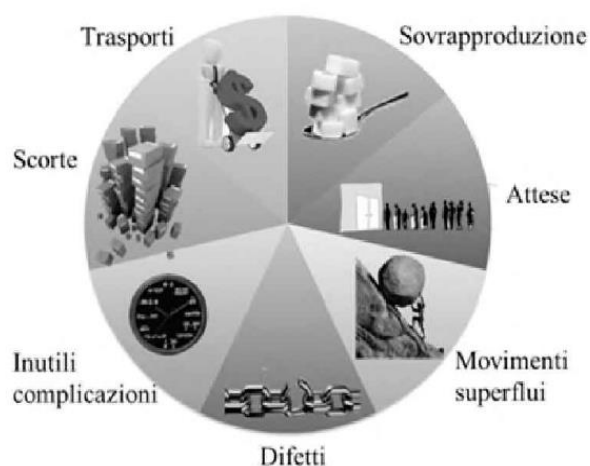 Trasporti
Sovrapproduzione
Scorte
Attese
Inutili
complicazioni
Movimenti
superflui
Difetti